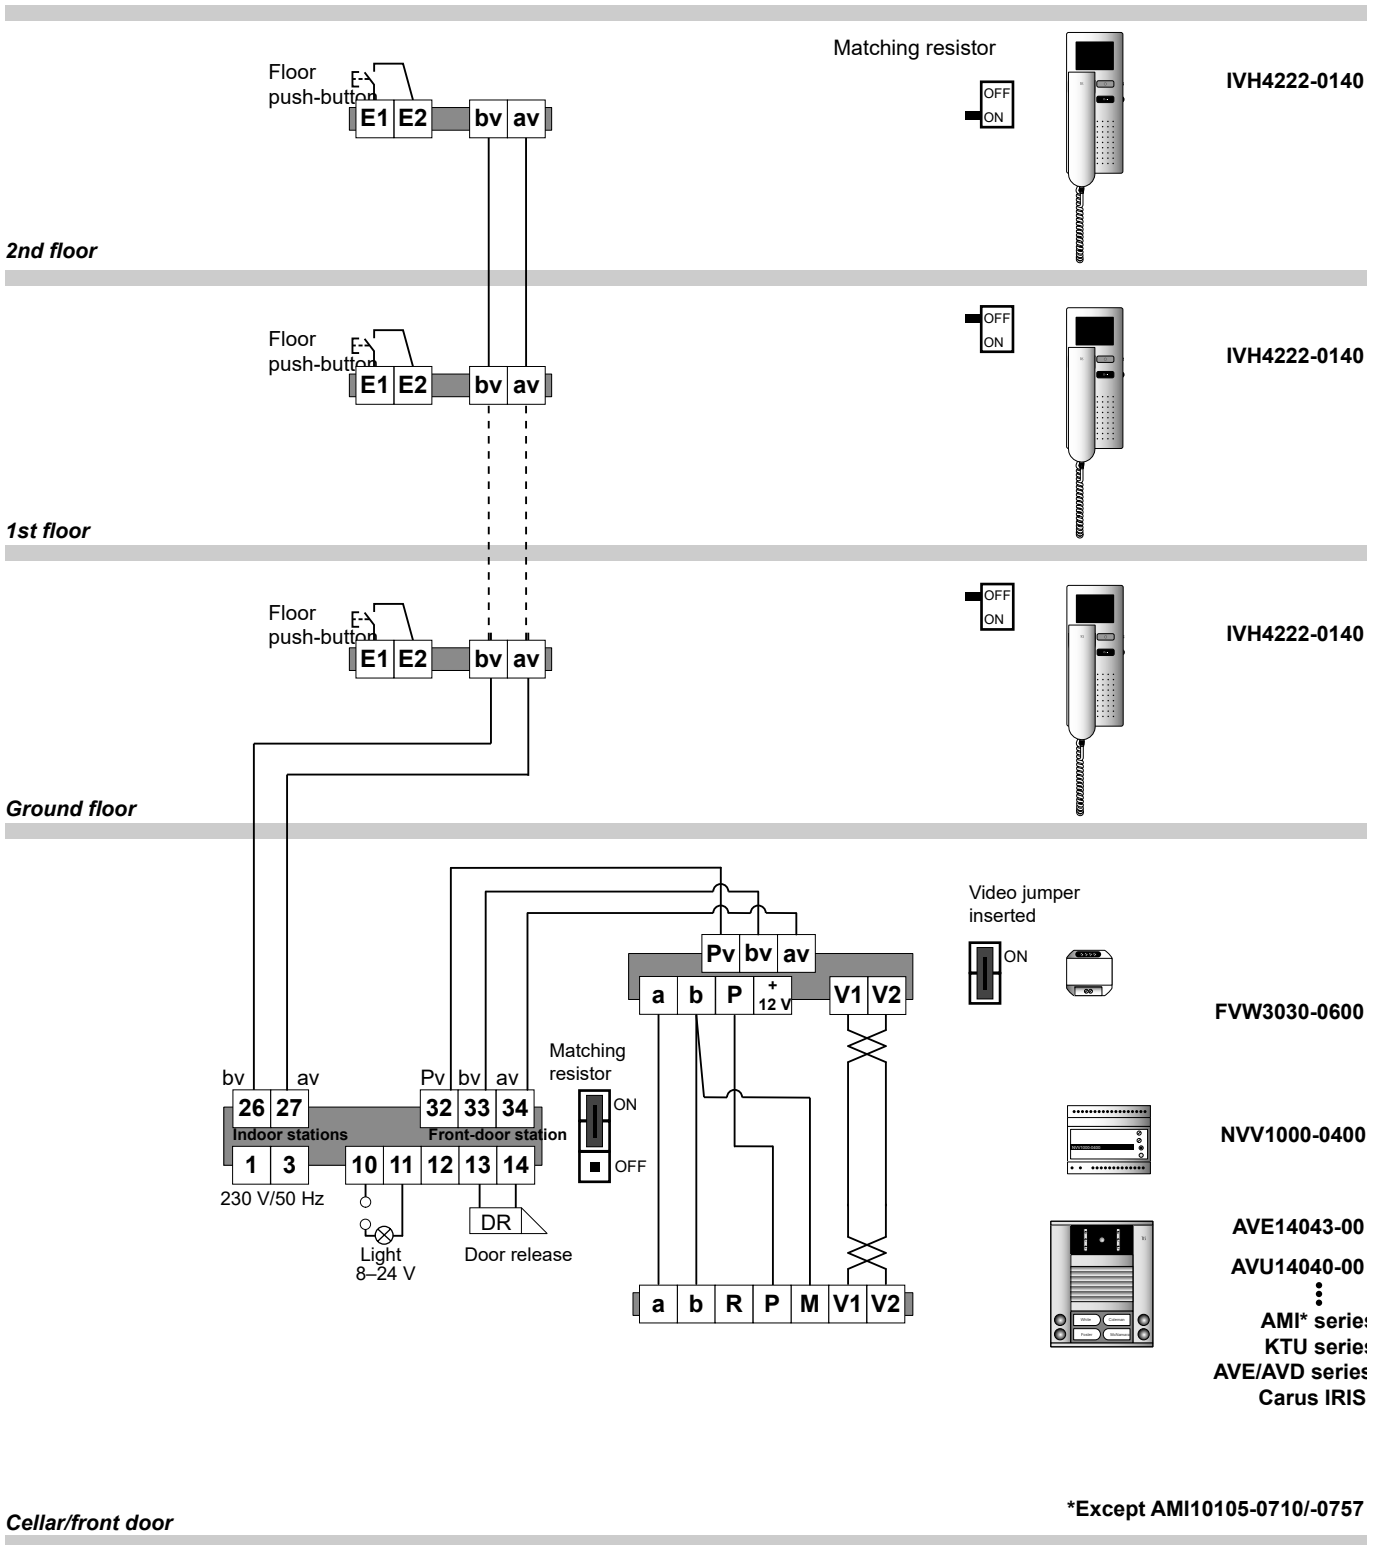 Matching resistor
Floor
push-button
OFF
ON
IVH4222-0140
E1 E2 bv av
2nd floor
Floor
push-button
OFF
ON
IVH4222-0140
E1 E2 bv av
1st floor
Floor
push-button
OFF
ON
IVH4222-0140
E1 E2 bv av
Ground floor
Video jumper
inserted
ON
Pv bv av
a b P + 12 V V1 V2
FVW3030-0600
Matching
resistor
ON
OFF
bv av Pv bv av
26 27 32 33 34
Indoor stations Front-door station
1 3 10 11 12 13 14
230 V/50 Hz
NVV1000-0400
NVV1000-0400
DR
Light
8–24 V
Door release
a b R P M V1 V2
White
AVE14043-00
AVU14040-00
AMI* series
KTU series
AVE/AVD series
Carus IRIS
*Except AMI10105-0710/-0757
Cellar/front door